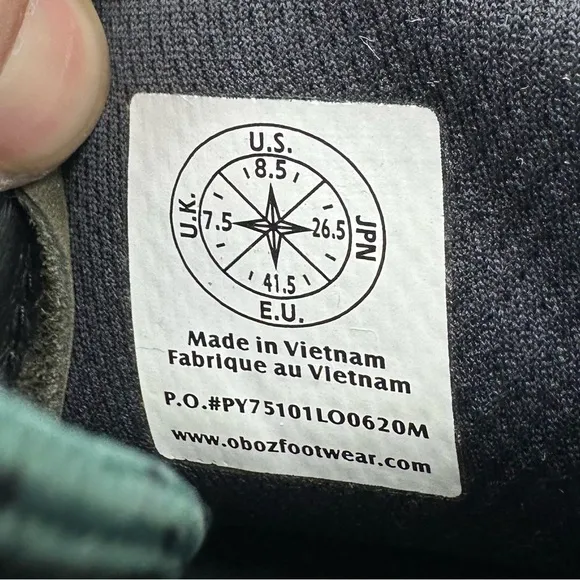 U.S.
8.5
U.K.
7.5
26.5
JPN
41.5
E.U.
Made in Vietnam
Fabrique au Vietnam
P.O.#PY75101LO0620M
www.obozfootwear.com